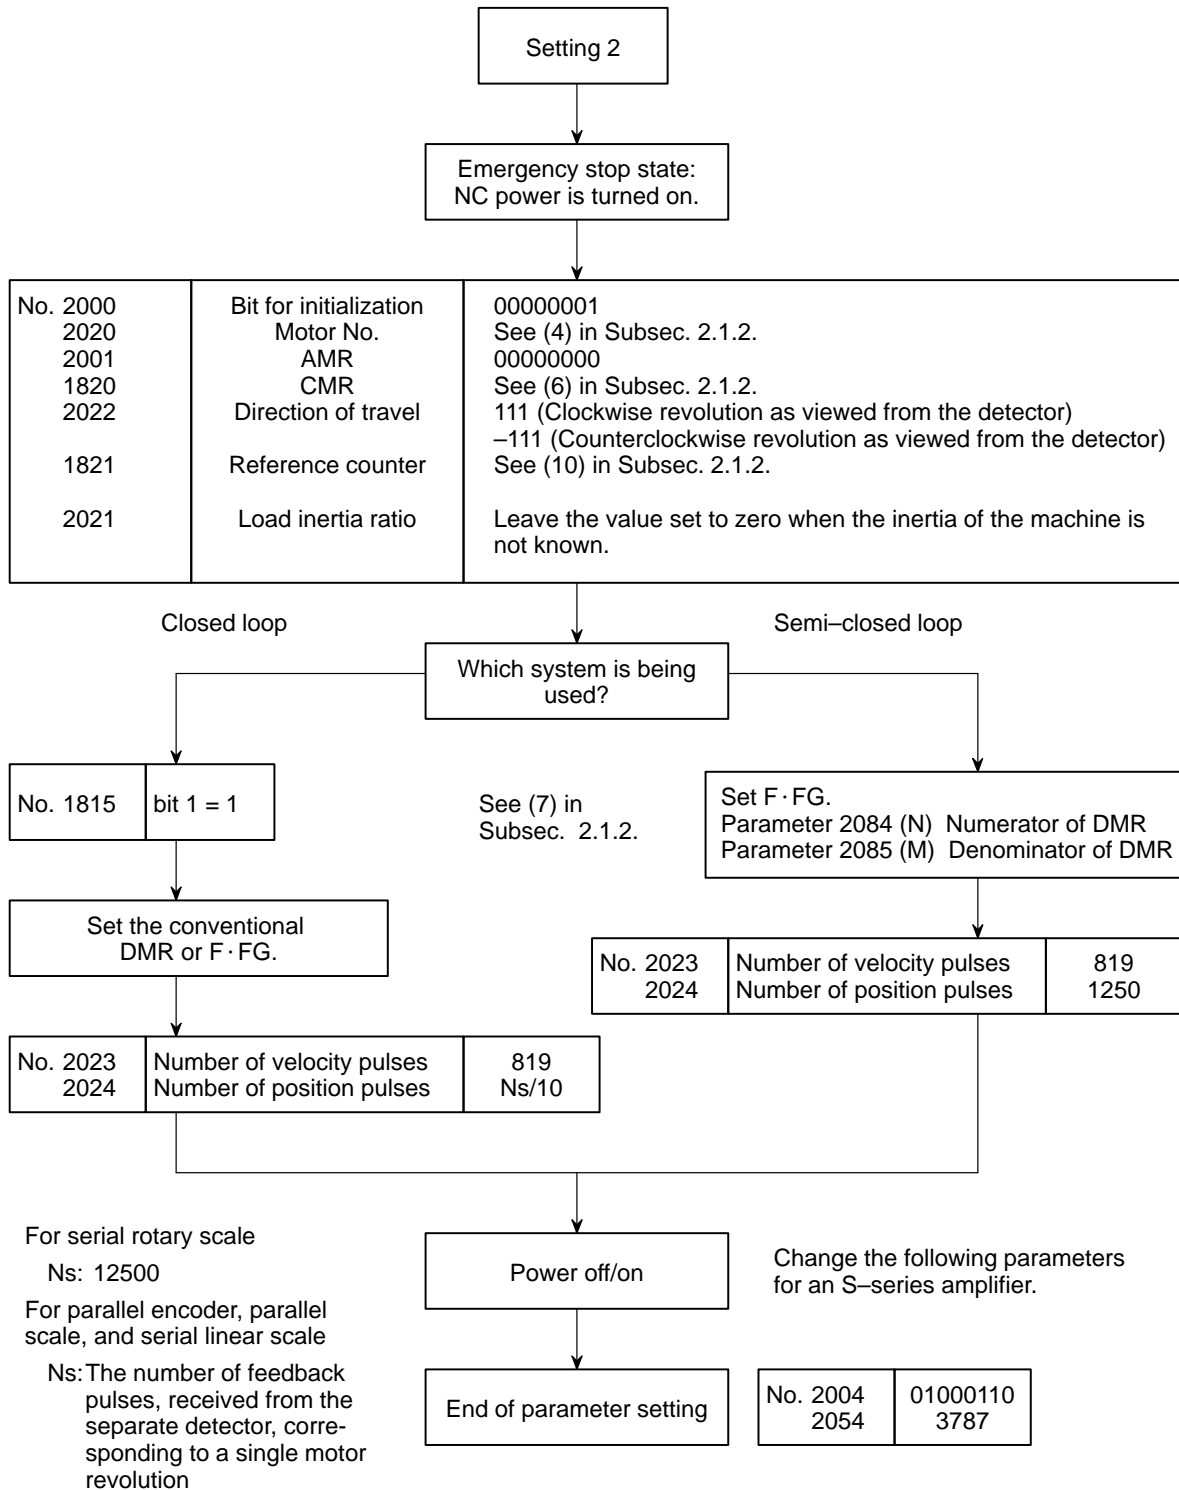 Setting 2
Emergency stop state:
NC power is turned on.
No. 2000 Bit for initialization 00000001
2020 Motor No. See (4) in Subsec. 2.1.2.
2001 AMR 00000000
1820 CMR See (6) in Subsec. 2.1.2.
2022 Direction of travel 111 (Clockwise revolution as viewed from the detector)
–111 (Counterclockwise revolution as viewed from the detector)
1821 Reference counter See (10) in Subsec. 2.1.2.
2021 Load inertia ratio Leave the value set to zero when the inertia of the machine is
not known.
Closed loop
Semi–closed loop
Which system is being
used?
No. 1815 bit 1 = 1
See (7) in
Subsec. 2.1.2.
Set F·FG.
Parameter 2084 (N) Numerator of DMR
Parameter 2085 (M) Denominator of DMR
Set the conventional
DMR or F·FG.
No. 2023 Number of velocity pulses 819
2024 Number of position pulses 1250
No. 2023 Number of velocity pulses 819
2024 Number of position pulses Ns/10
For serial rotary scale
Ns: 12500
For parallel encoder, parallel
scale, and serial linear scale
Ns: The number of feedback
pulses, received from the
separate detector, corre-
sponding to a single motor
revolution
Power off/on
Change the following parameters
for an S–series amplifier.
End of parameter setting
No. 2004 01000110
2054 3787